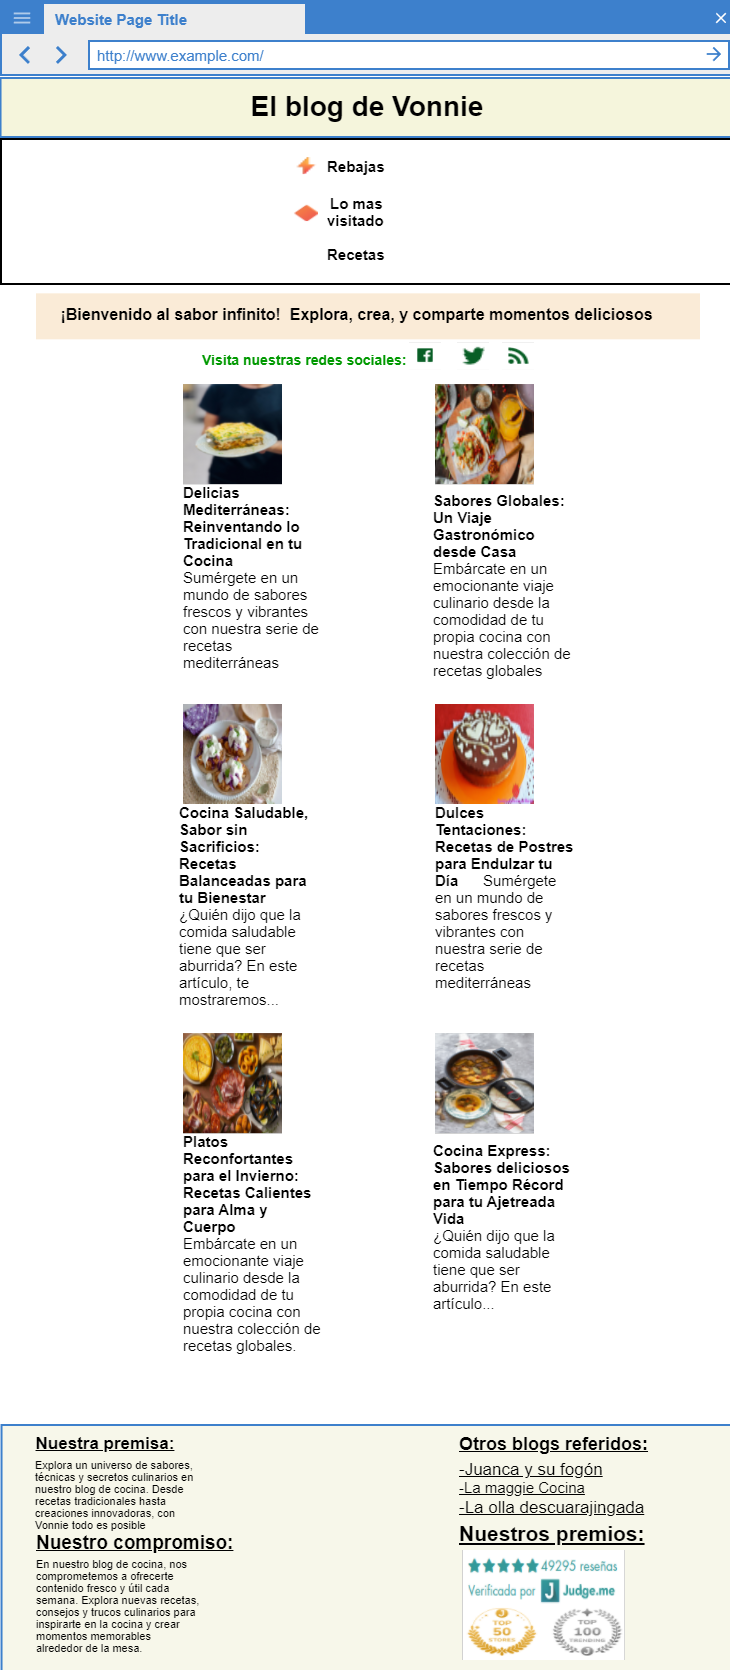 Website Page Title
http://www.example.com/
El blog de Vonnie
Rebajas
Lo mas
visitado
Recetas
¡Bienvenido al sabor infinito!  Explora, crea, y comparte momentos deliciosos
Visita nuestras redes sociales:
Delicias
Mediterráneas:
Reinventando lo
Tradicional en tu
Cocina
Sumérgete en un
mundo de sabores
frescos y vibrantes
con nuestra serie de
recetas
mediterráneas
Sabores Globales:
Un Viaje
Gastronómico
desde Casa
Embárcate en un
emocionante viaje
culinario desde la
comodidad de tu
propia cocina con
nuestra colección de
recetas globales
Cocina Saludable,
Sabor sin
Sacrificios:
Recetas
Balanceadas para
tu Bienestar
¿Quién dijo que la
comida saludable
tiene que ser
aburrida? En este
artículo, te
mostraremos...
Dulces
Tentaciones:
Recetas de Postres
para Endulzar tu
Día Sumérgete
en un mundo de
sabores frescos y
vibrantes con
nuestra serie de
recetas
mediterráneas
Platos
Reconfortantes
para el Invierno:
Recetas Calientes
para Alma y
Cuerpo
Embárcate en un
emocionante viaje
culinario desde la
comodidad de tu
propia cocina con
nuestra colección de
recetas globales.
Cocina Express:
Sabores deliciosos
en Tiempo Récord
para tu Ajetreada
Vida
¿Quién dijo que la
comida saludable
tiene que ser
aburrida? En este
artículo...
Nuestra premisa:
Explora un universo de sabores,
técnicas y secretos culinarios en
nuestro blog de cocina. Desde
recetas tradicionales hasta
creaciones innovadoras, con
Vonnie todo es posible
Nuestro compromiso:
En nuestro blog de cocina, nos
comprometemos a ofrecerte
contenido fresco y útil cada
semana. Explora nuevas recetas,
consejos y trucos culinarios para
inspirarte en la cocina y crear
momentos memorables
alrededor de la mesa.
Otros blogs referidos:
-Juanca y su fogón
-La maggie Cocina
-La olla descuarajingada
Nuestros premios:
49295 reseñas
Verificada por J Judge.me
TOP
50
STORES
TOP
100
TRENDING